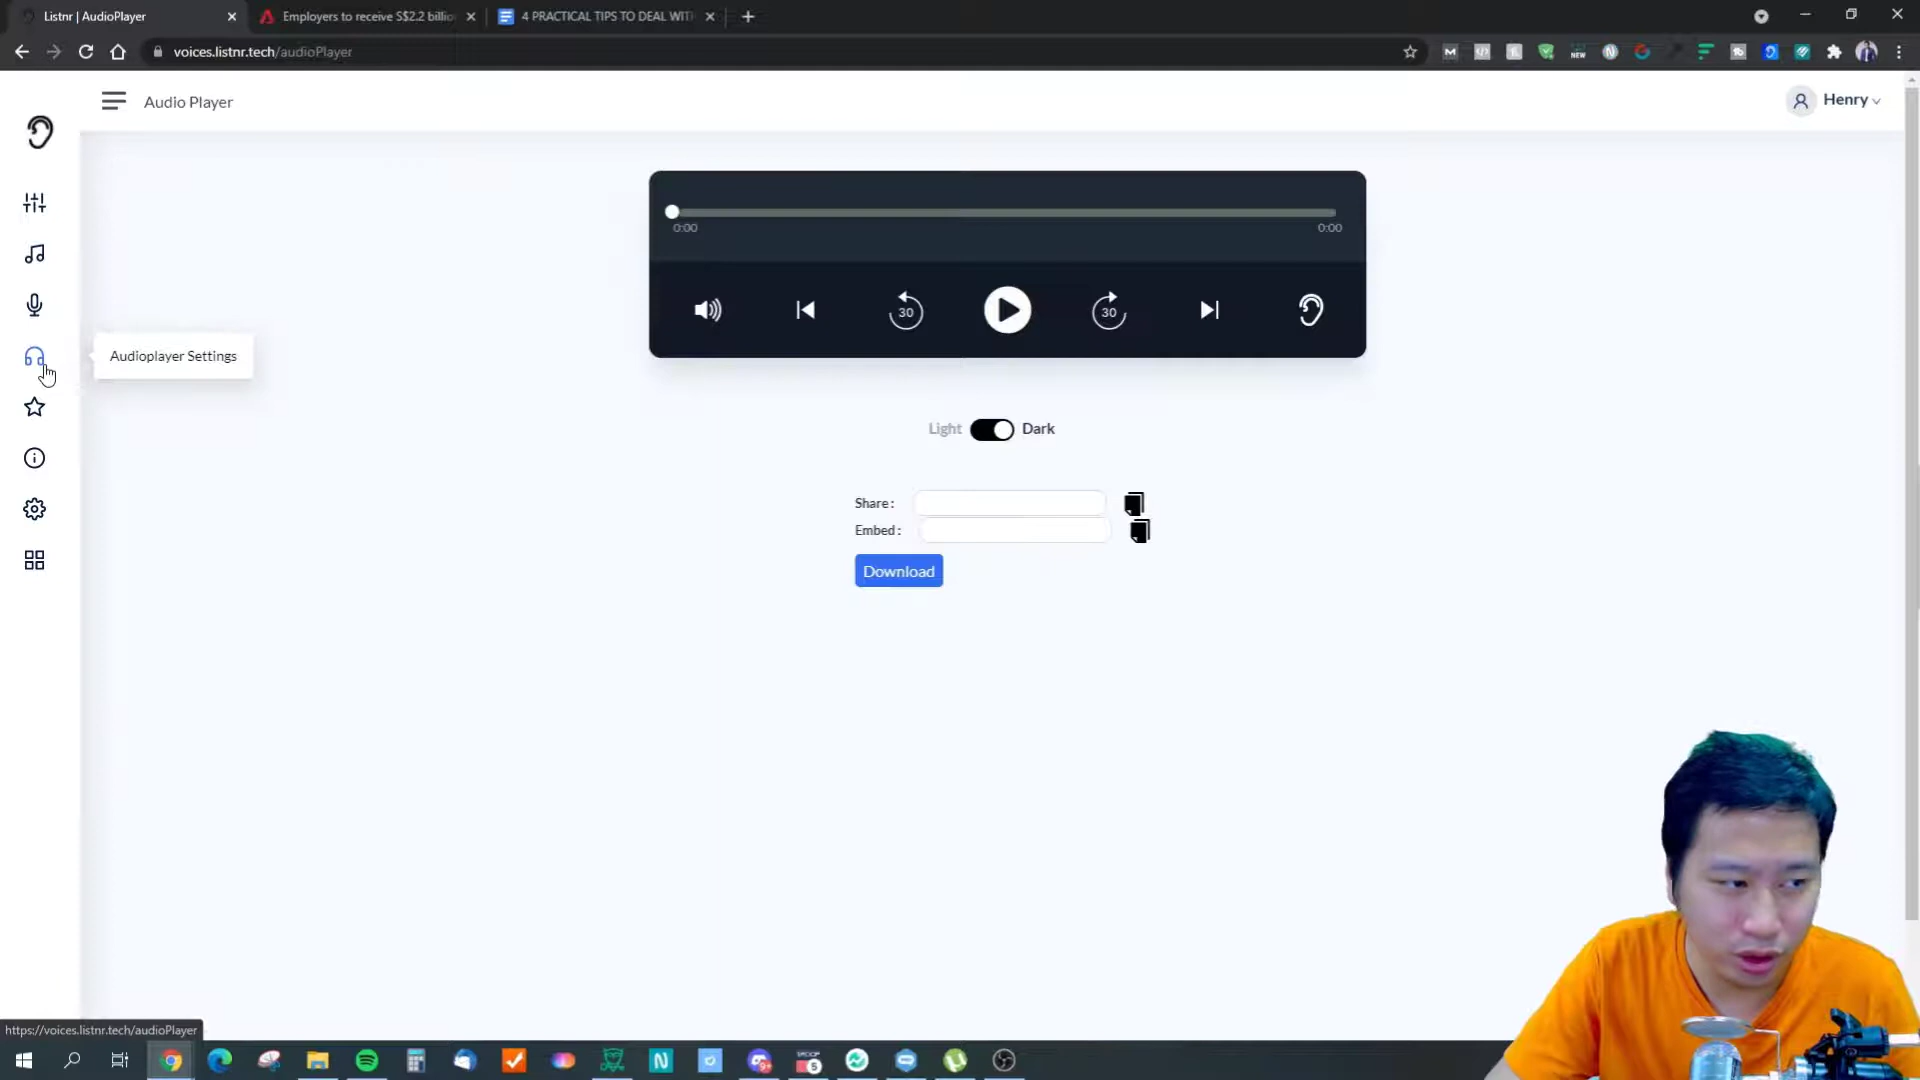 Listnr | AudioPlayer
Employers to receive S$2.2 billio
4 PRACTICAL TIPS TO DEAL WIT
voices.listnr.tech/audioPlayer
NEW
Audio Player
Henry
0:00
0:00
30
30
Audioplayer Settings
Light
Dark
Share :
Embed :
Download
https://voices.listnr.tech/audioPlayer
5